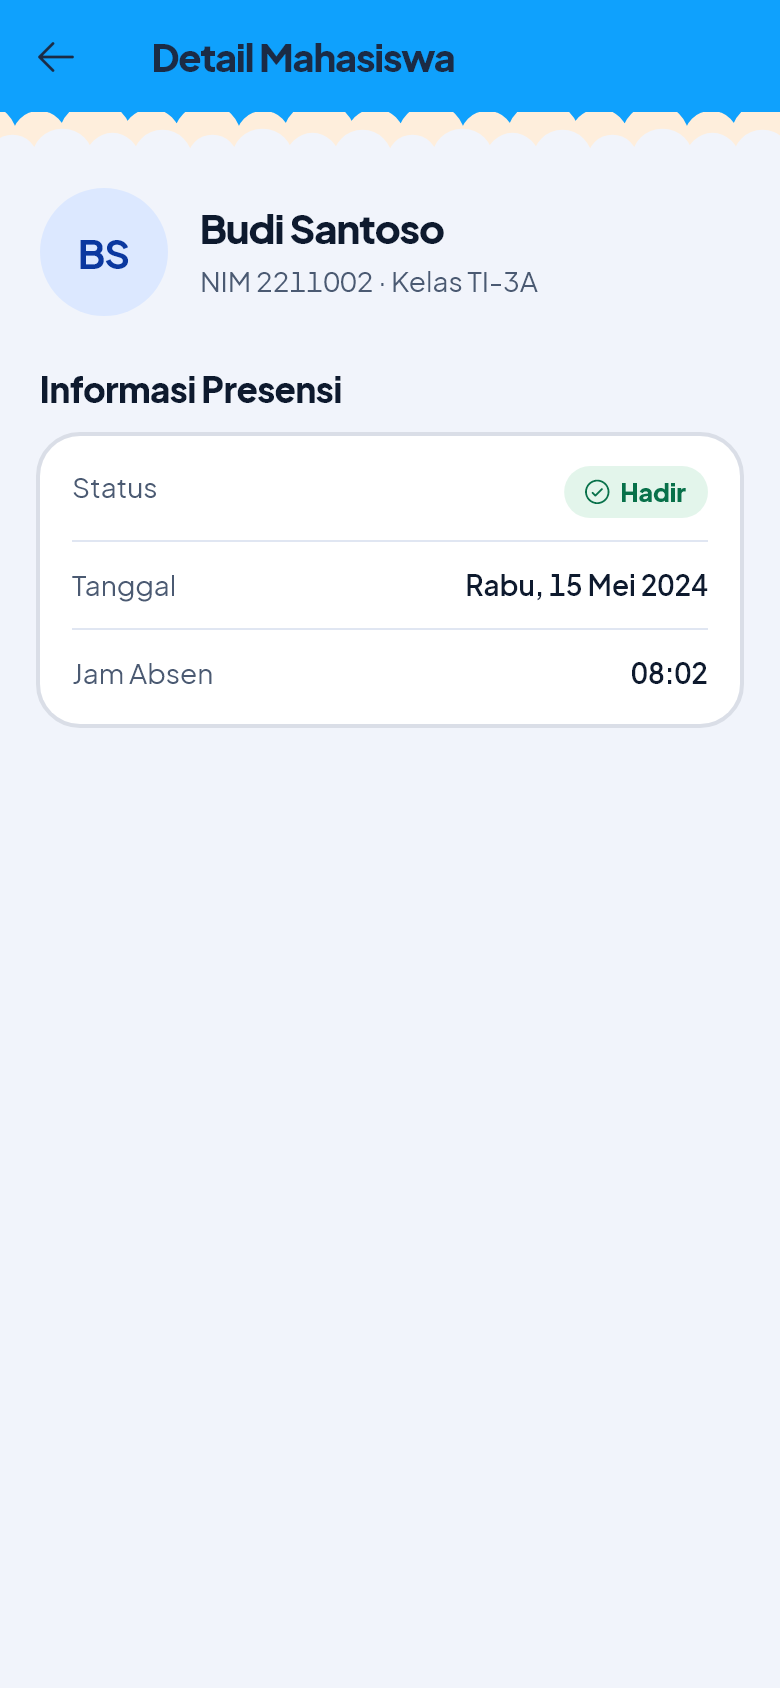 Detail Mahasiswa
BS
Budi Santoso
NIM 2211002 · Kelas TI-3A
Informasi Presensi
Status
Hadir
Tanggal
Rabu, 15 Mei 2024
Jam Absen
08:02